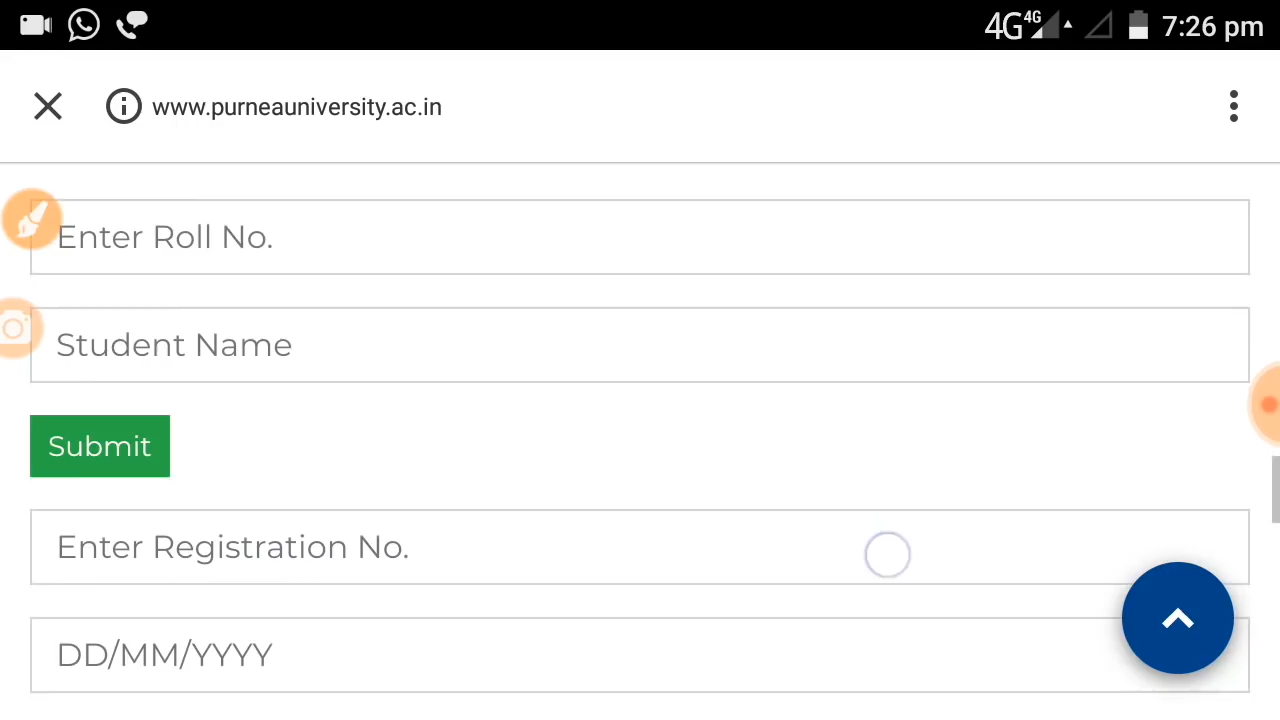 4G 4G 7:26 pm
www.purneauniversity.ac.in
Enter Roll No.
Student Name
Submit
Enter Registration No.
DD/MM/YYYY